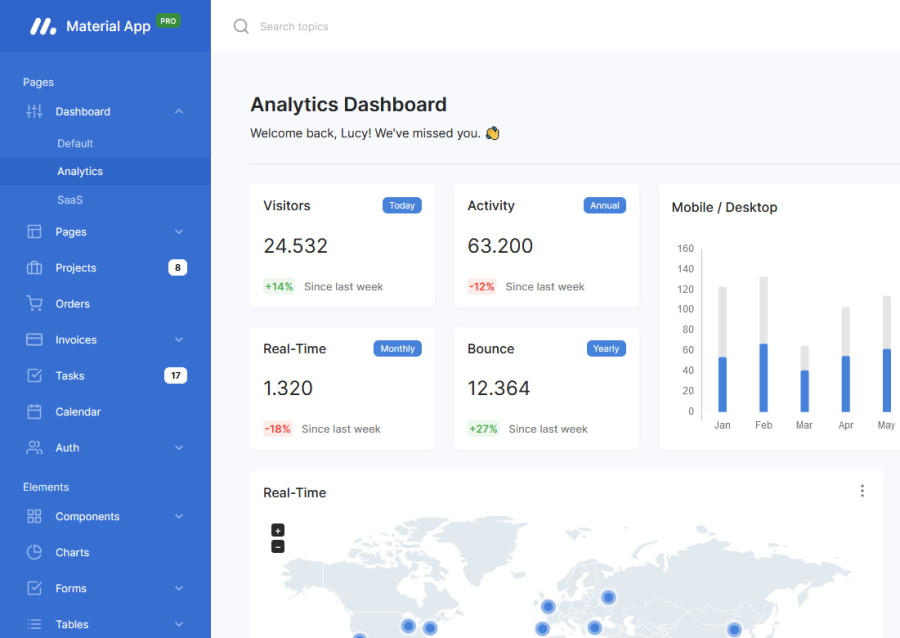 Material App PRO
Search topics
Pages
Dashboard
Default
Analytics
SaaS
Pages
Projects 8
Orders
Invoices
Tasks 17
Calendar
Auth
Elements
Components
Charts
Forms
Tables
Analytics Dashboard
Welcome back, Lucy! We've missed you. 👋
Visitors Today
24.532
+14% Since last week
Activity Annual
63.200
-12% Since last week
Real-Time Monthly
1.320
-18% Since last week
Bounce Yearly
12.364
+27% Since last week
Mobile / Desktop
160
140
120
100
80
60
40
20
0
Jan Feb Mar Apr May
Real-Time
+
−